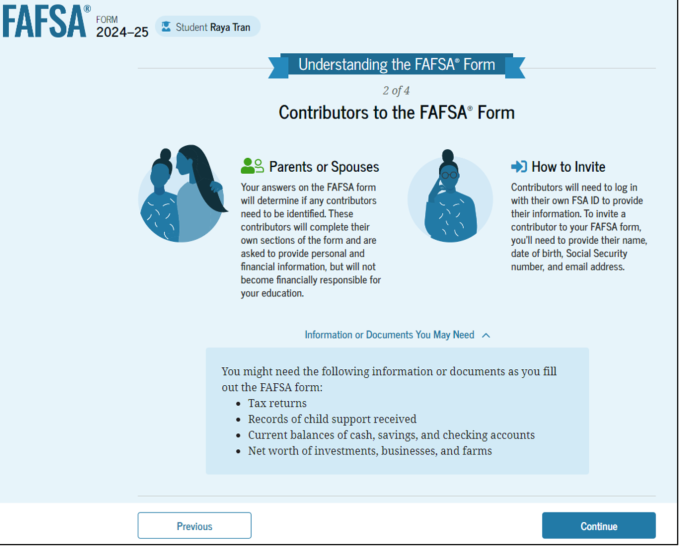 FAFSA® FORM 2024–25 Student Raya Tran
Understanding the FAFSA® Form
2 of 4
Contributors to the FAFSA® Form
Parents or Spouses
Your answers on the FAFSA form
will determine if any contributors
need to be identified. These
contributors will complete their
own sections of the form and are
asked to provide personal and
financial information, but will not
become financially responsible for
your education.
How to Invite
Contributors will need to log in
with their own FSA ID to provide
their information. To invite a
contributor to your FAFSA form,
you'll need to provide their name,
date of birth, Social Security
number, and email address.
Information or Documents You May Need
You might need the following information or documents as you fill
out the FAFSA form:
• Tax returns
• Records of child support received
• Current balances of cash, savings, and checking accounts
• Net worth of investments, businesses, and farms
Previous
Continue